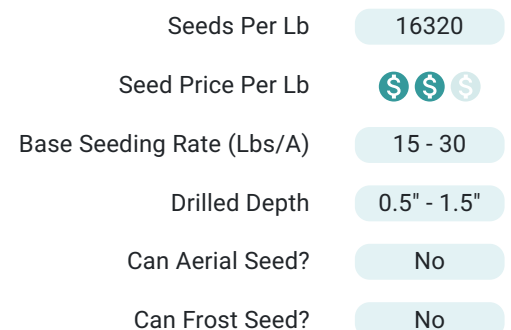 Seeds Per Lb 16320
Seed Price Per Lb $ $ $
Base Seeding Rate (Lbs/A) 15 - 30
Drilled Depth 0.5" - 1.5"
Can Aerial Seed? No
Can Frost Seed? No